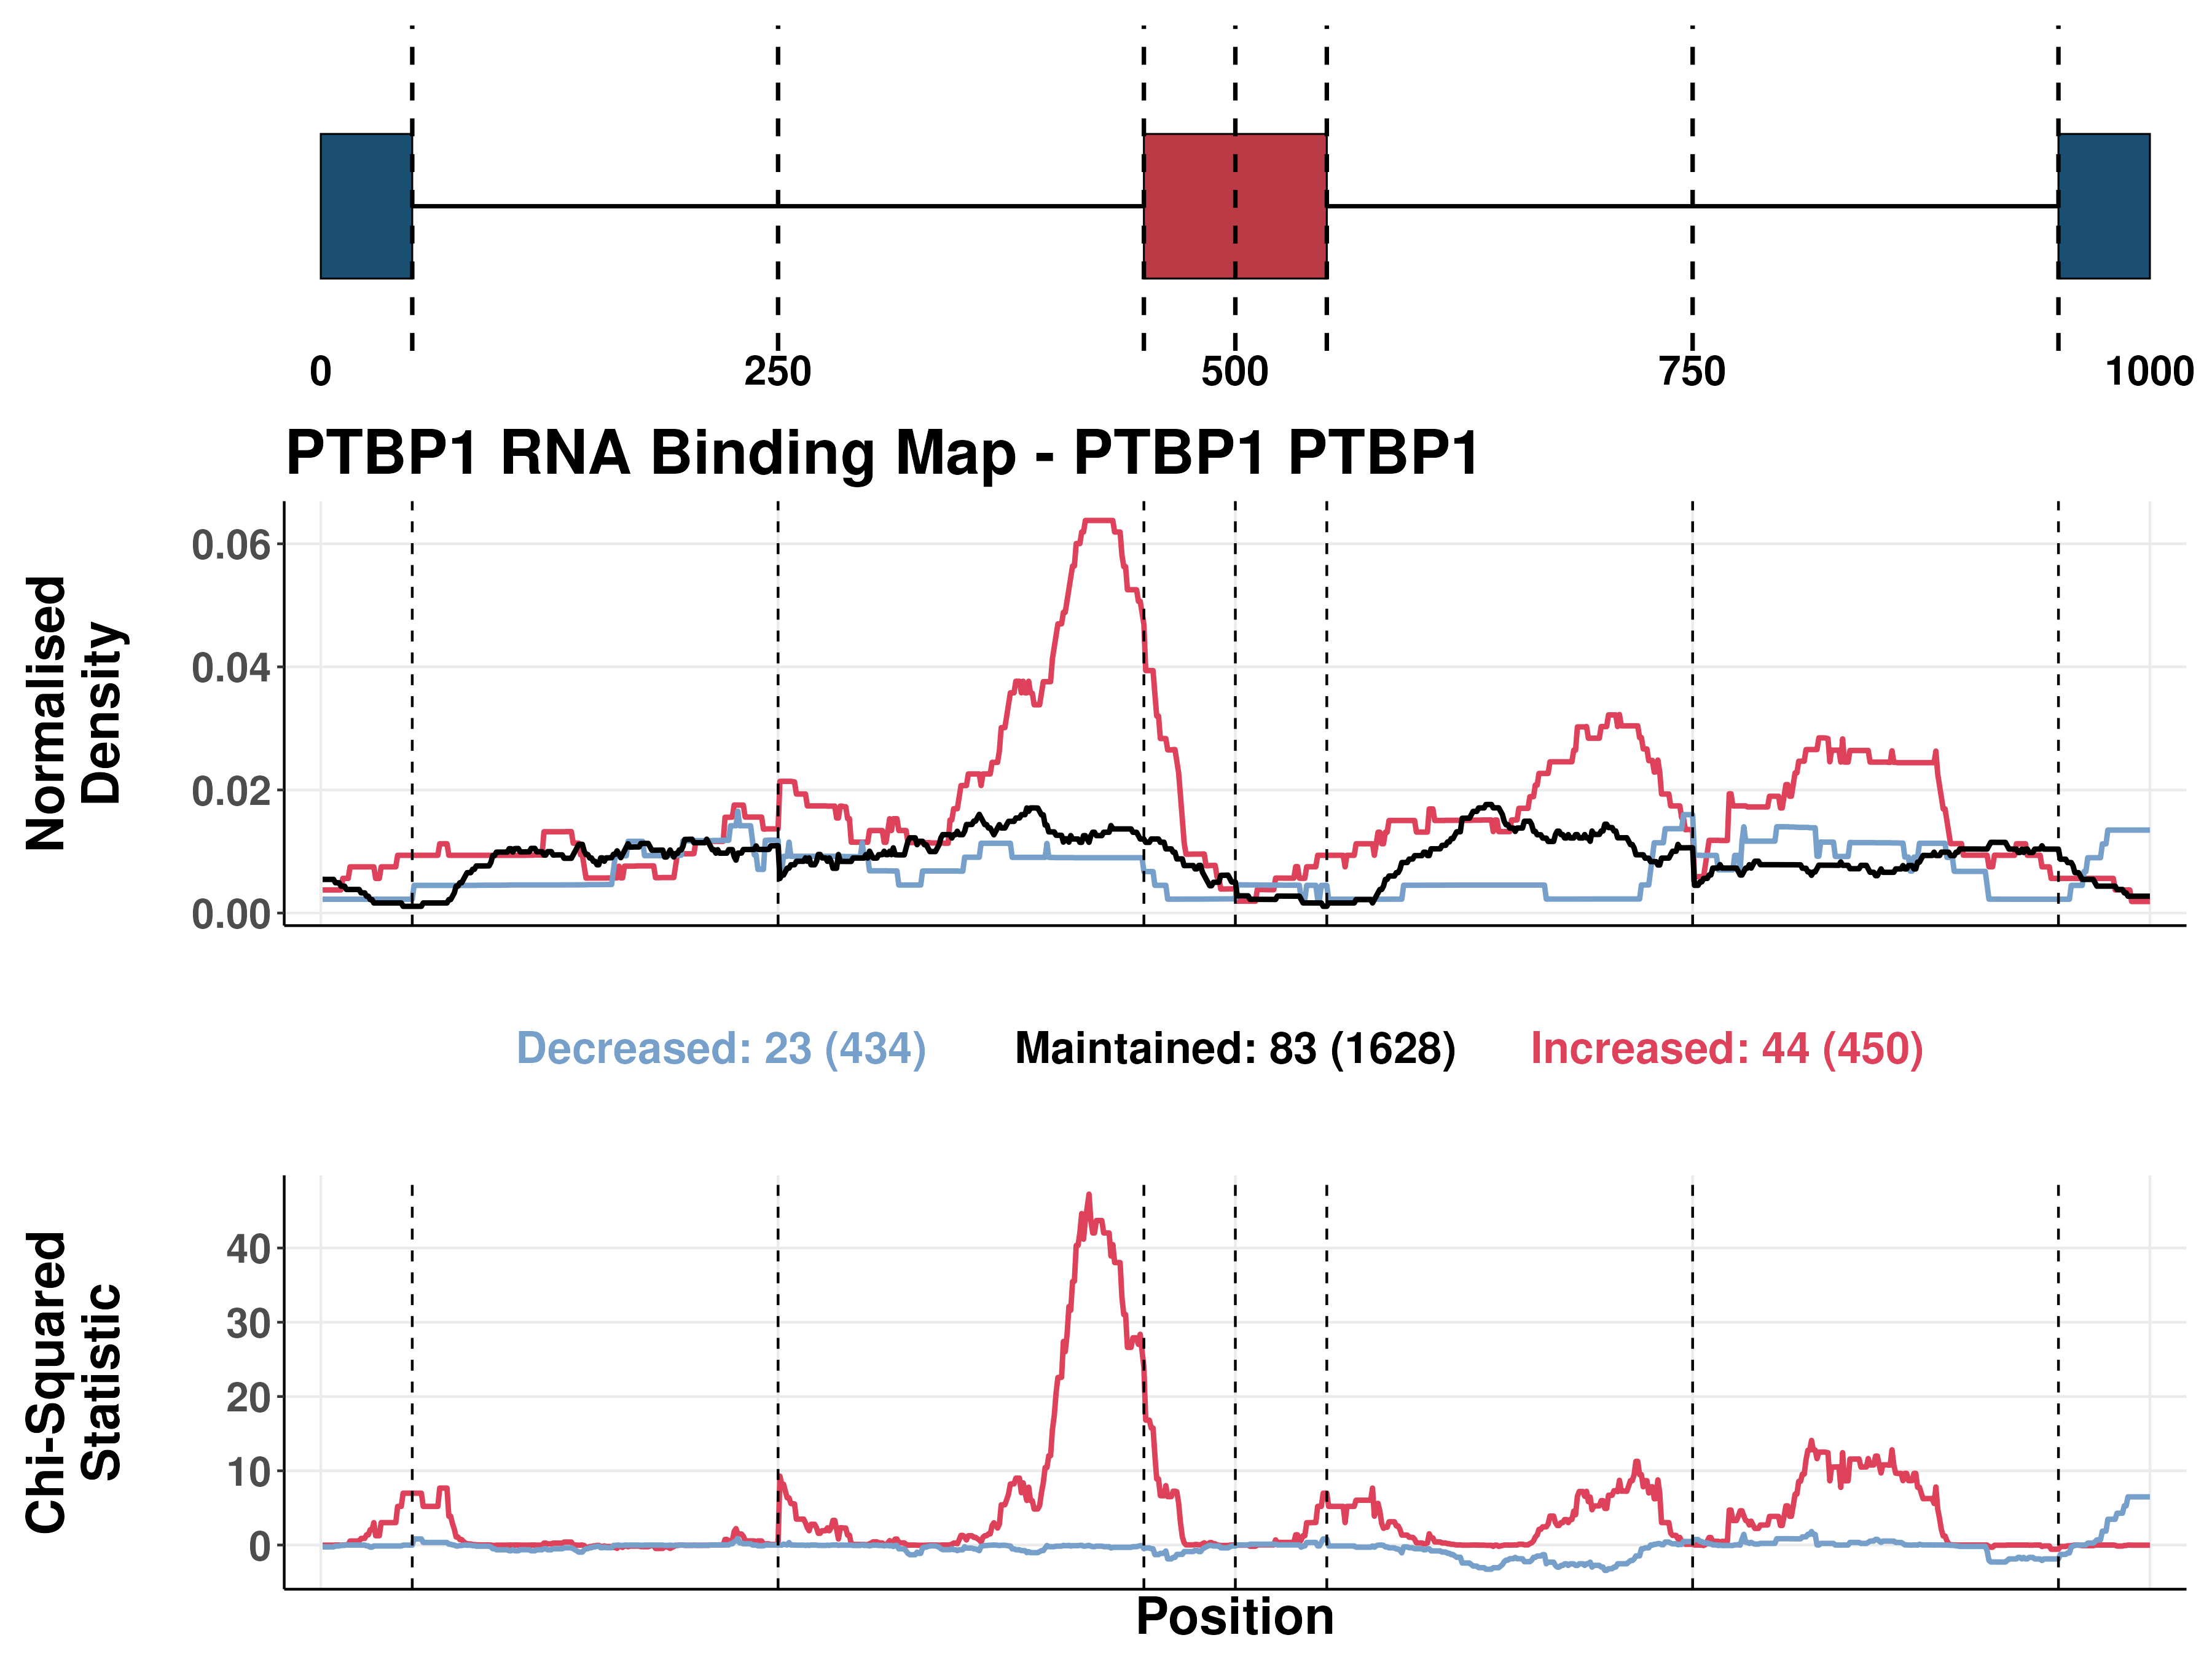 0 250 500 750 1000
PTBP1 RNA Binding Map - PTBP1 PTBP1
Normalised
Density
0.06
0.04
0.02
0.00
Decreased: 23 (434) Maintained: 83 (1628) Increased: 44 (450)
Chi-Squared
Statistic
40
30
20
10
0
Position